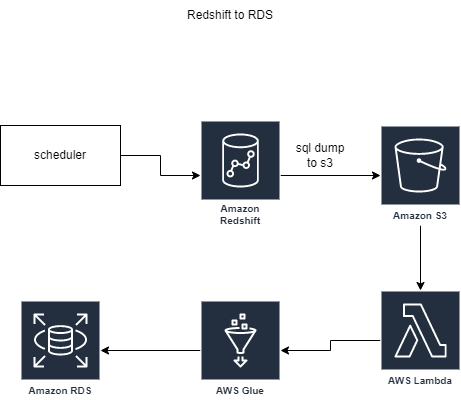 Redshift to RDS
scheduler
sql dump
to s3
Amazon
Redshift
Amazon S3
Amazon RDS
AWS Glue
AWS Lambda